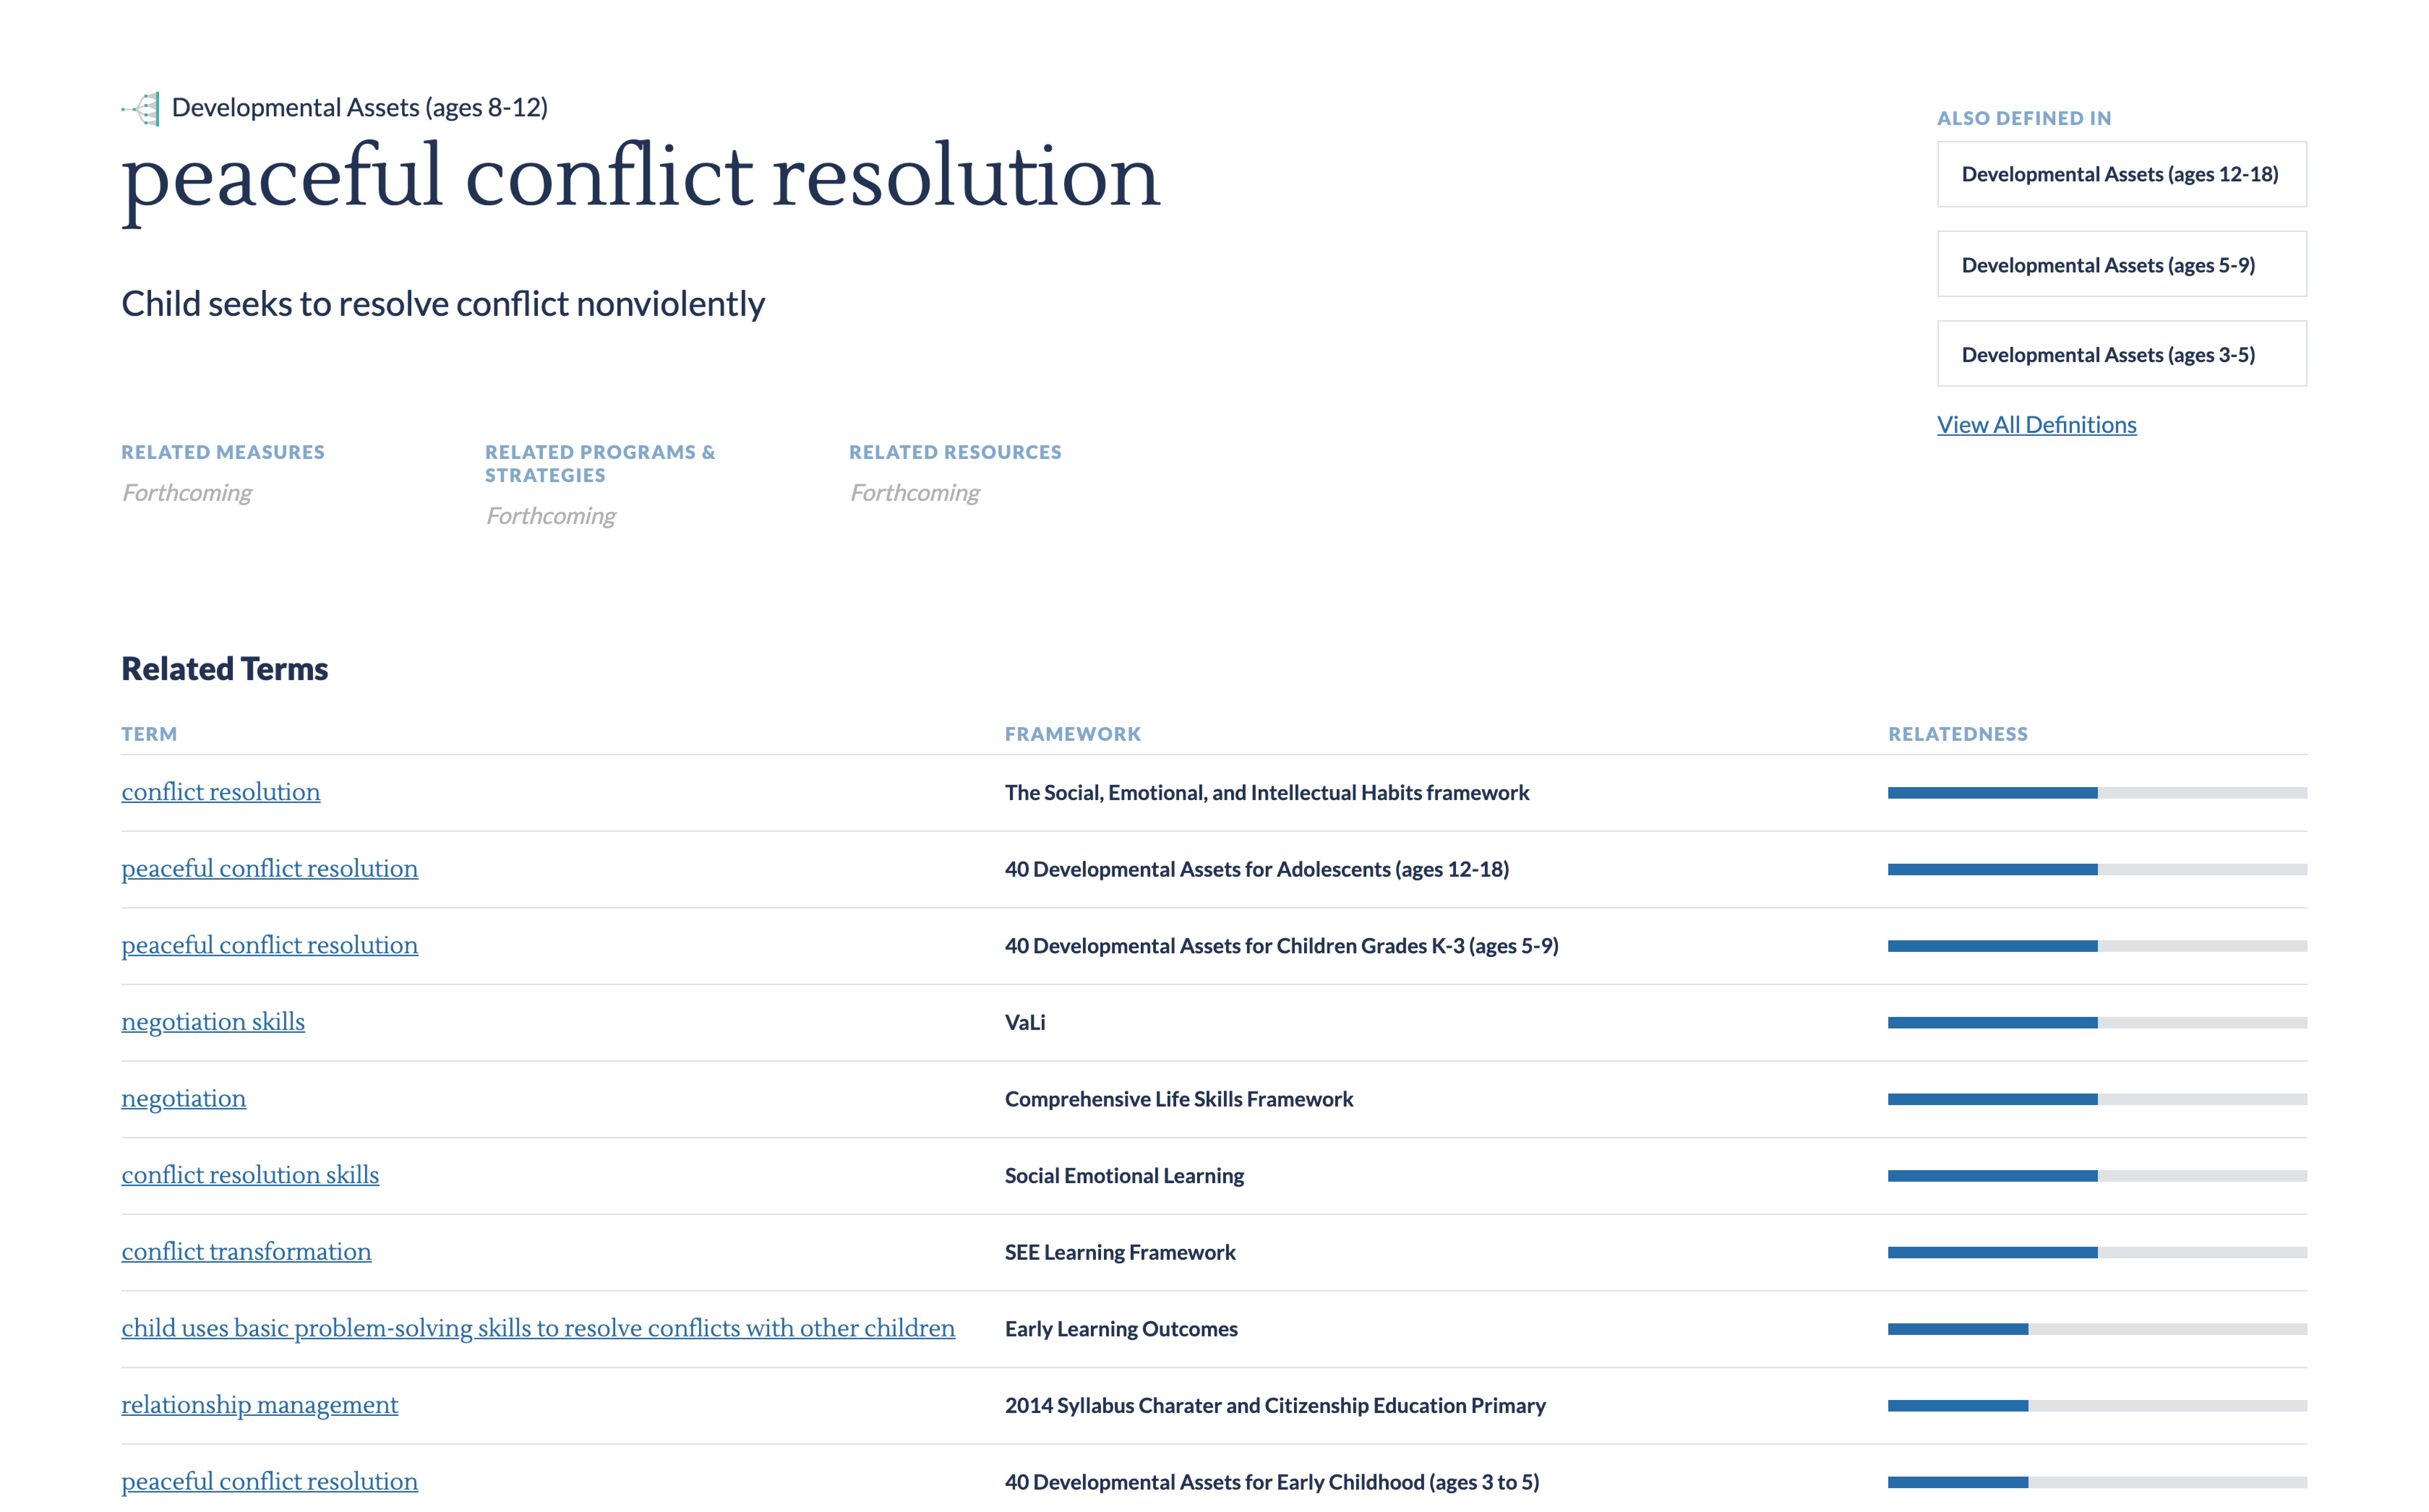 Developmental Assets (ages 8-12)
peaceful conflict resolution
Child seeks to resolve conflict nonviolently
ALSO DEFINED IN
Developmental Assets (ages 12-18)
Developmental Assets (ages 5-9)
Developmental Assets (ages 3-5)
View All Definitions
RELATED MEASURES
Forthcoming
RELATED PROGRAMS &
STRATEGIES
Forthcoming
RELATED RESOURCES
Forthcoming
Related Terms
TERM FRAMEWORK RELATEDNESS
conflict resolution The Social, Emotional, and Intellectual Habits framework
peaceful conflict resolution 40 Developmental Assets for Adolescents (ages 12-18)
peaceful conflict resolution 40 Developmental Assets for Children Grades K-3 (ages 5-9)
negotiation skills VaLi
negotiation Comprehensive Life Skills Framework
conflict resolution skills Social Emotional Learning
conflict transformation SEE Learning Framework
child uses basic problem-solving skills to resolve conflicts with other children Early Learning Outcomes
relationship management 2014 Syllabus Charater and Citizenship Education Primary
peaceful conflict resolution 40 Developmental Assets for Early Childhood (ages 3 to 5)